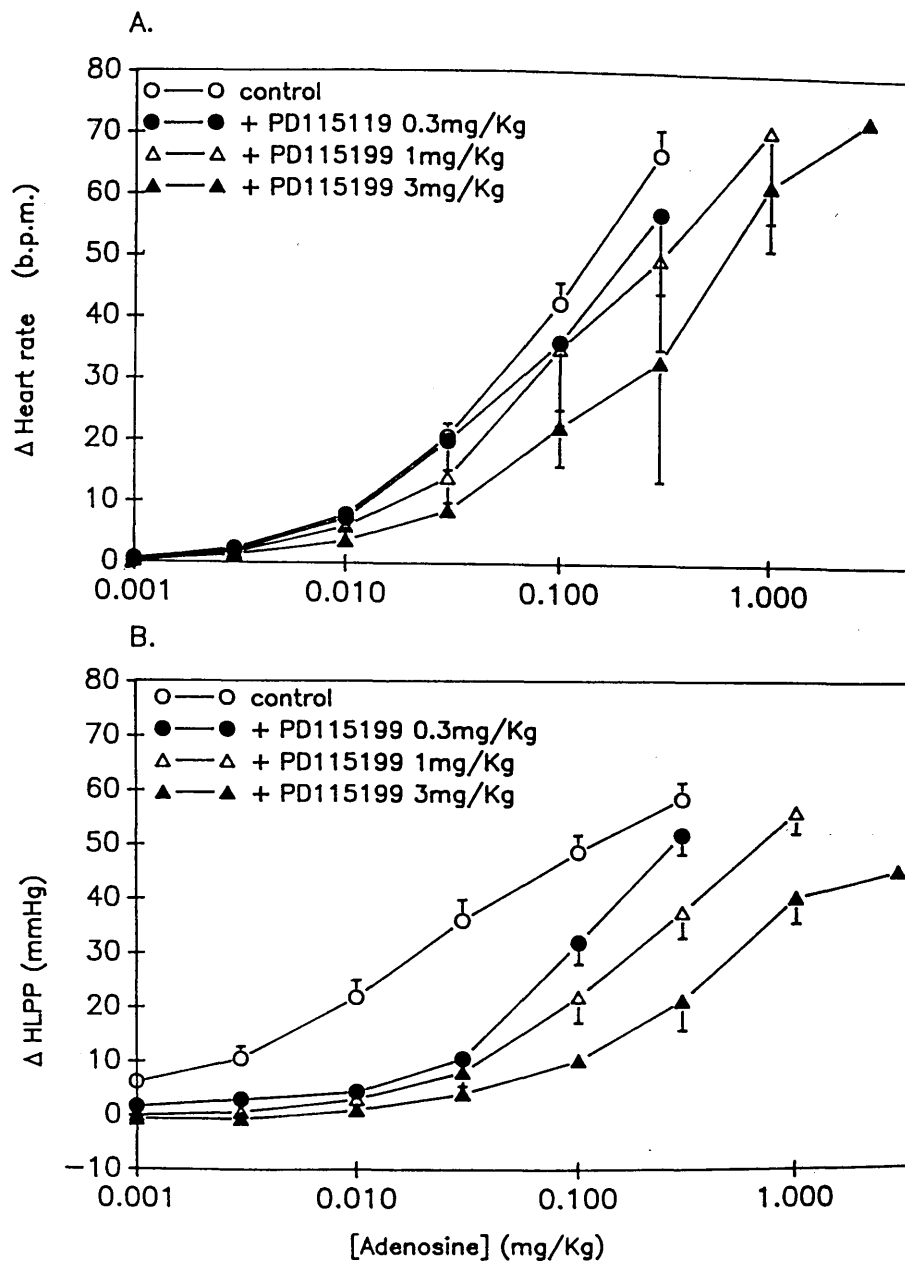 A.
80
70
60
50
40
30
20
10
0
Δ Heart rate (b.p.m.)
control
+ PD115119 0.3mg/Kg
+ PD115199 1mg/Kg
+ PD115199 3mg/Kg
0.001
0.010
0.100
1.000
B.
80
70
60
50
40
30
20
10
0
−10
Δ HLPP (mmHg)
control
+ PD115199 0.3mg/Kg
+ PD115199 1mg/Kg
+ PD115199 3mg/Kg
0.001
0.010
0.100
1.000
[Adenosine] (mg/Kg)